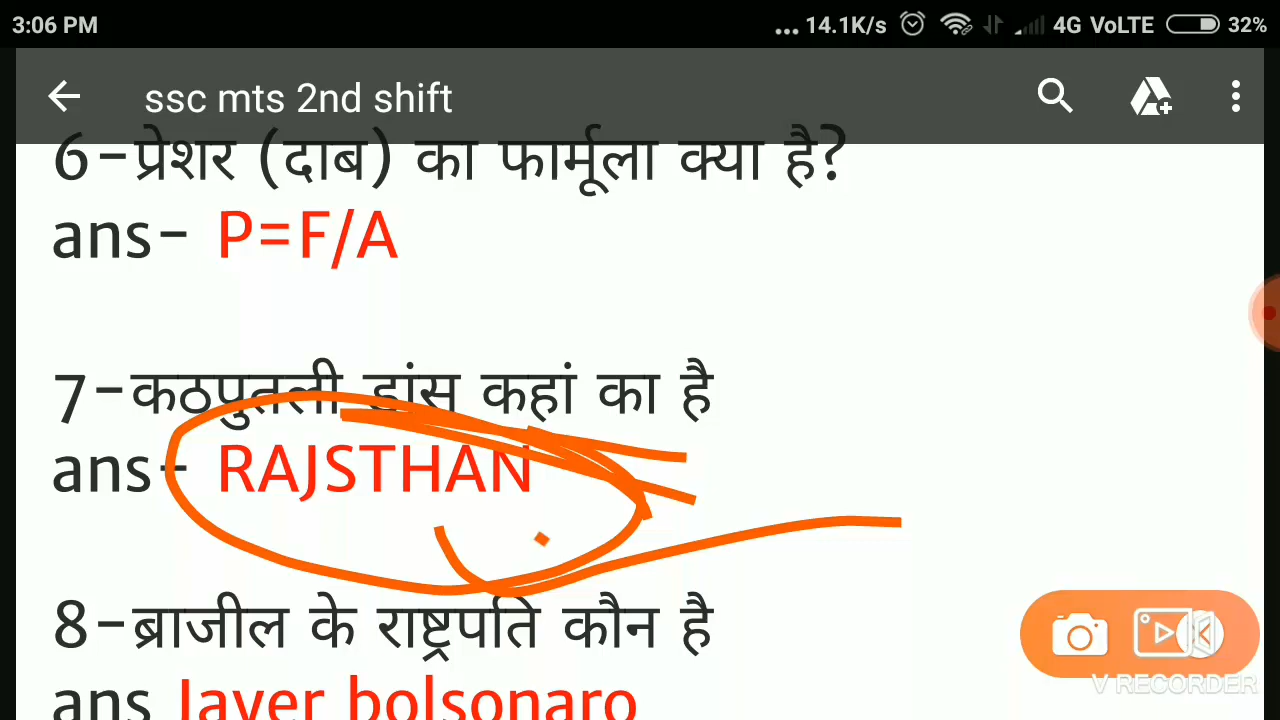 3:06 PM ... 14.1K/s 4G VoLTE 32%
ssc mts 2nd shift
6-प्रेशर (दाब) का फार्मूला क्या है?
ans- P=F/A
7-कठपुतली डांस कहां का है
ans- RAJSTHAN
8-ब्राजील के राष्ट्रपति कौन है
ans Javer bolsonaro
V RECORDER